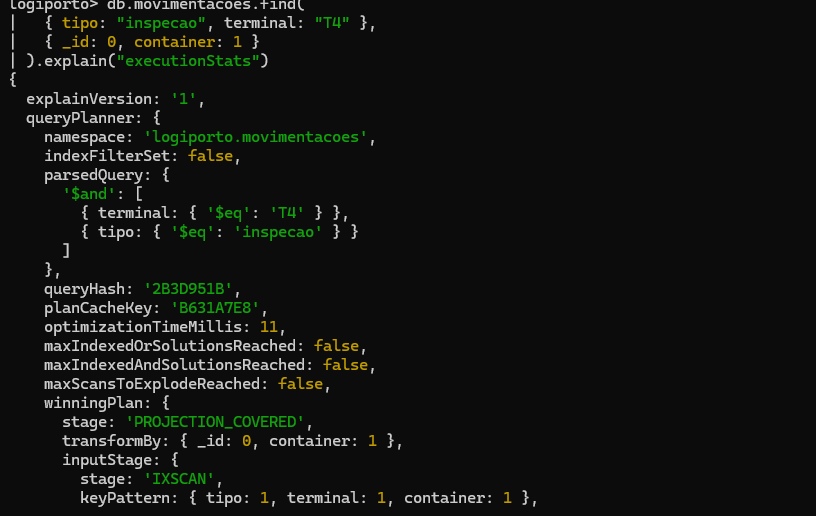 logiporto> db.movimentacoes.find(
|   { tipo: "inspecao", terminal: "T4" },
|   { _id: 0, container: 1 }
| ).explain("executionStats")
{
  explainVersion: '1',
  queryPlanner: {
    namespace: 'logiporto.movimentacoes',
    indexFilterSet: false,
    parsedQuery: {
      '$and': [
        { terminal: { '$eq': 'T4' } },
        { tipo: { '$eq': 'inspecao' } }
      ]
    },
    queryHash: '2B3D951B',
    planCacheKey: 'B631A7E8',
    optimizationTimeMillis: 11,
    maxIndexedOrSolutionsReached: false,
    maxIndexedAndSolutionsReached: false,
    maxScansToExplodeReached: false,
    winningPlan: {
      stage: 'PROJECTION_COVERED',
      transformBy: { _id: 0, container: 1 },
      inputStage: {
        stage: 'IXSCAN',
        keyPattern: { tipo: 1, terminal: 1, container: 1 },